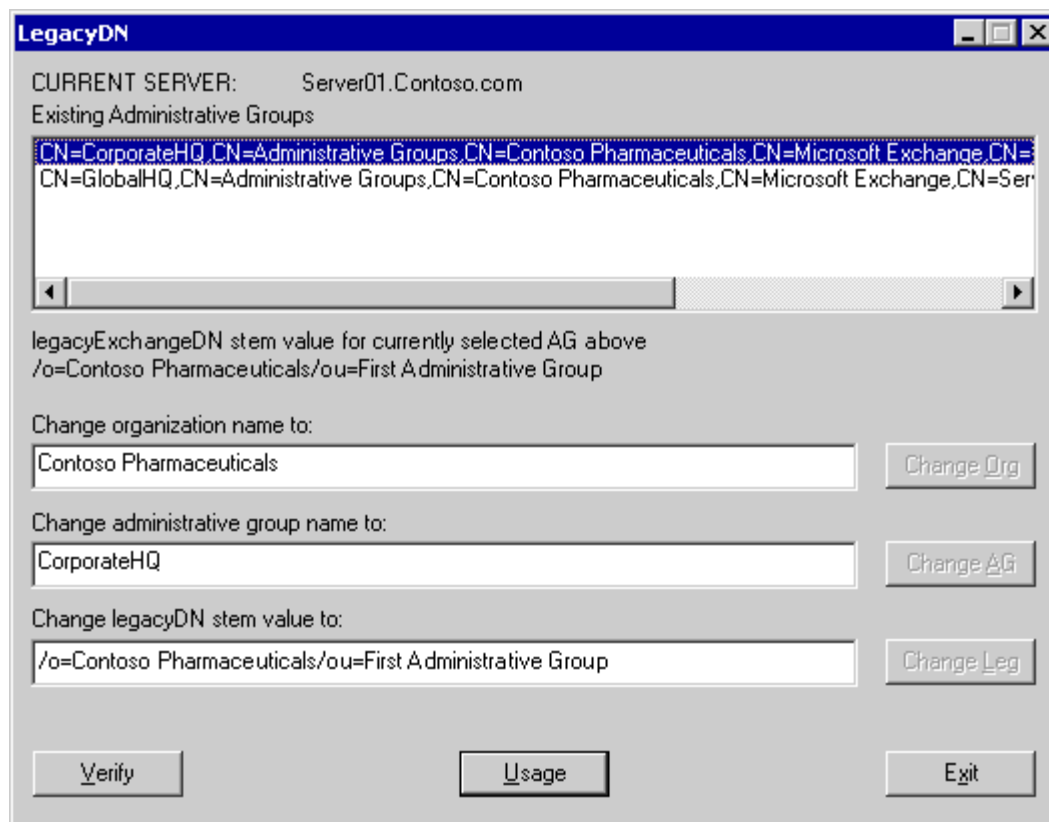 LegacyDN
CURRENT SERVER: Server01.Contoso.com
Existing Administrative Groups
CN=CorporateHQ,CN=Administrative Groups,CN=Contoso Pharmaceuticals,CN=Microsoft Exchange,CN=
CN=GlobalHQ,CN=Administrative Groups,CN=Contoso Pharmaceuticals,CN=Microsoft Exchange,CN=Ser
legacyExchangeDN stem value for currently selected AG above
/o=Contoso Pharmaceuticals/ou=First Administrative Group
Change organization name to:
Contoso Pharmaceuticals
Change Org
Change administrative group name to:
CorporateHQ
Change AG
Change legacyDN stem value to:
/o=Contoso Pharmaceuticals/ou=First Administrative Group
Change Leg
Verify
Usage
Exit